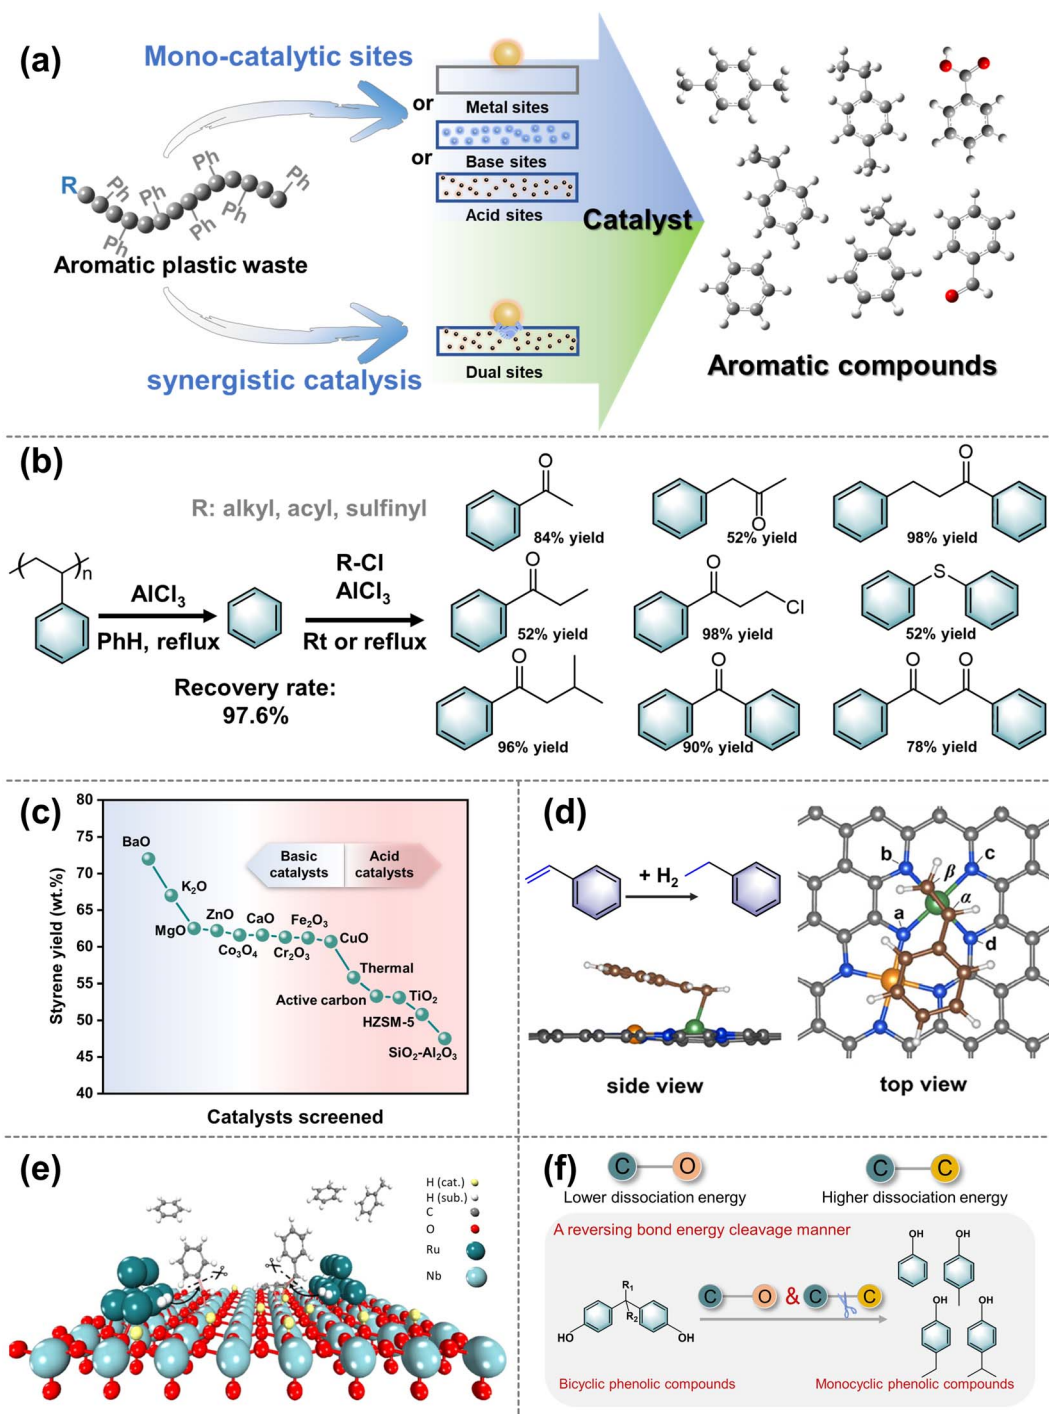 (a)
Mono-catalytic sites
or
Metal sites
or
Base sites
Acid sites
R
Ph
Ph
Ph
Ph
Ph
Ph
Ph
Aromatic plastic waste
Catalyst
synergistic catalysis
Dual sites
Aromatic compounds
(b)
R: alkyl, acyl, sulfinyl
n
AlCl3
PhH, reflux
R-Cl
AlCl3
Rt or reflux
Recovery rate:
97.6%
O
84% yield
O
52% yield
O
98% yield
O
52% yield
O
Cl
98% yield
S
52% yield
O
96% yield
O
90% yield
O O
78% yield
(c)
Styrene yield (wt.%)
80
75
70
65
60
55
50
45
40
BaO
K2O
MgO
ZnO
Co3O4
CaO
Cr2O3
Fe2O3
CuO
Thermal
Active carbon
TiO2
HZSM-5
SiO2-Al2O3
Basic
catalysts
Acid
catalysts
Catalysts screened
(d)
+ H2
side view
b
c
β
α
a
d
top view
(e)
H (cat.)
H (sub.)
C
O
Ru
Nb
(f)
C O
Lower dissociation energy
C C
Higher dissociation energy
A reversing bond energy cleavage manner
R1
R2
HO
OH
Bicyclic phenolic compounds
C O & C C
OH
OH
OH
OH
Monocyclic phenolic compounds